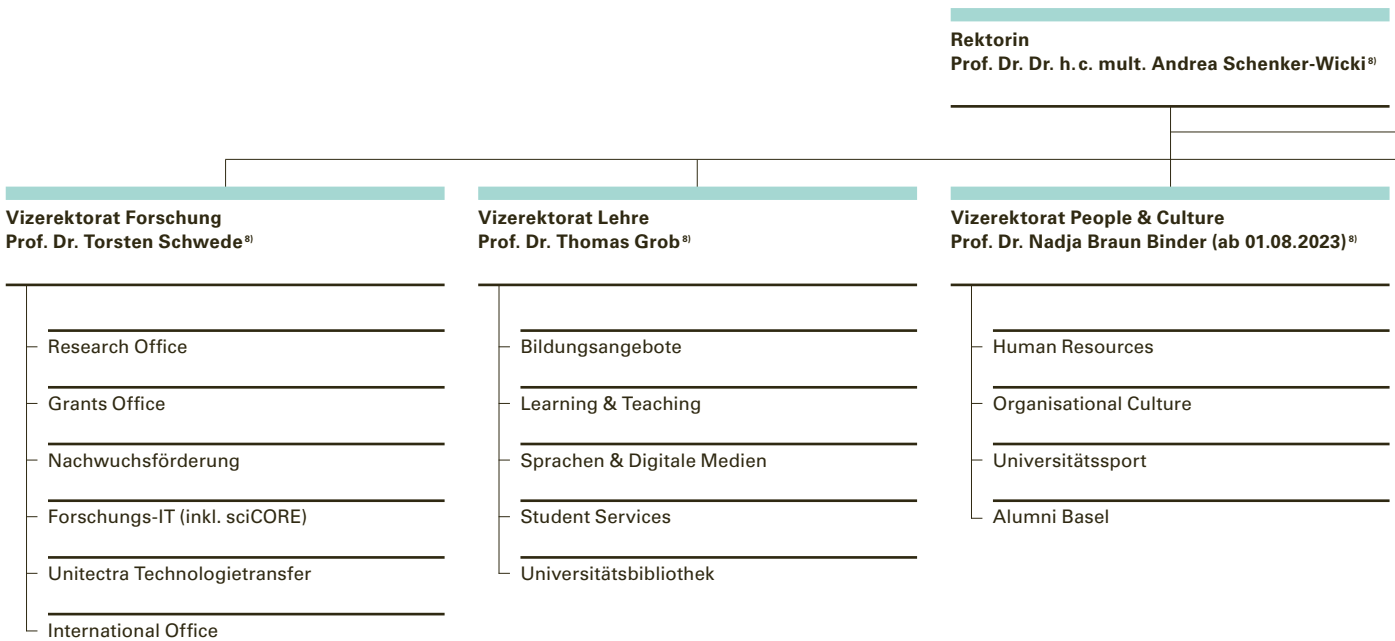 Rektorin
Prof. Dr. Dr. h. c. mult. Andrea Schenker-Wicki 8)
Vizerektorat Forschung
Prof. Dr. Torsten Schwede 8)
Research Office
Grants Office
Nachwuchsförderung
Forschungs-IT (inkl. sciCORE)
Unitectra Technologietransfer
International Office
Vizerektorat Lehre
Prof. Dr. Thomas Grob 8)
Bildungsangebote
Learning & Teaching
Sprachen & Digitale Medien
Student Services
Universitätsbibliothek
Vizerektorat People & Culture
Prof. Dr. Nadja Braun Binder (ab 01.08.2023) 8)
Human Resources
Organisational Culture
Universitätssport
Alumni Basel